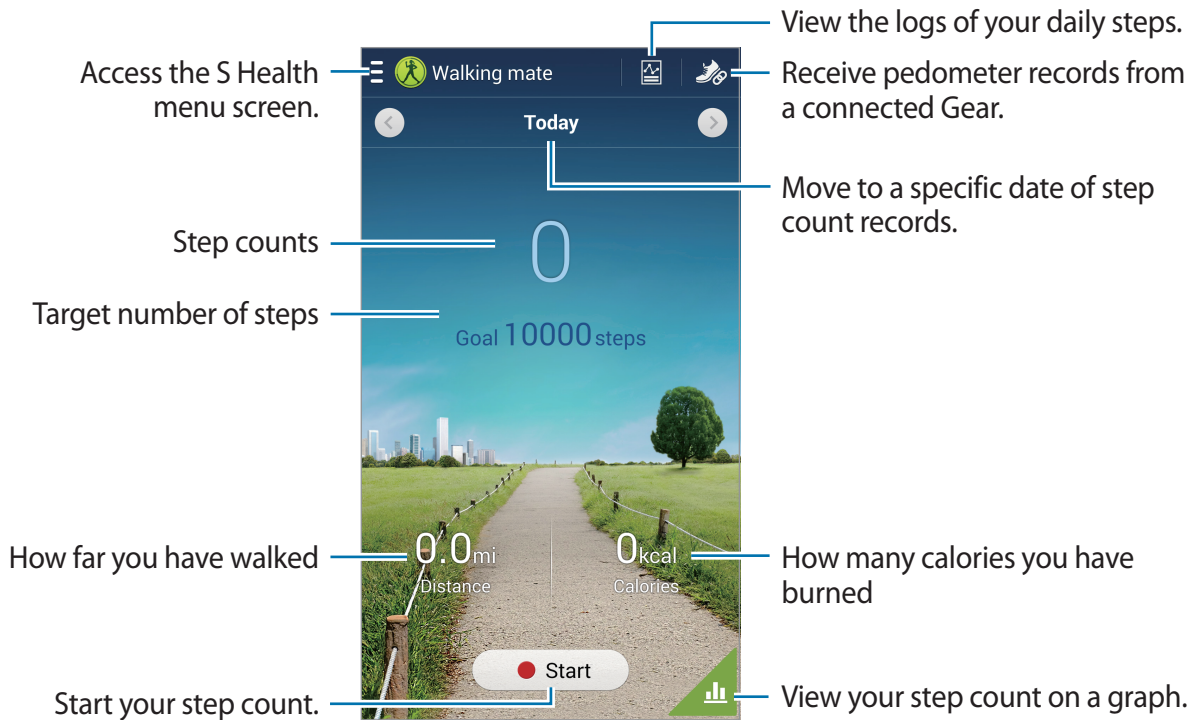 View the logs of your daily steps.
Access the S Health
menu screen.
Walking mate
Receive pedometer records from
a connected Gear.
Today
Move to a specific date of step
count records.
Step counts
0
Target number of steps
Goal 10000 steps
How far you have walked
0.0mi
Distance
0kcal
Calories
How many calories you have
burned
Start
Start your step count.
View your step count on a graph.